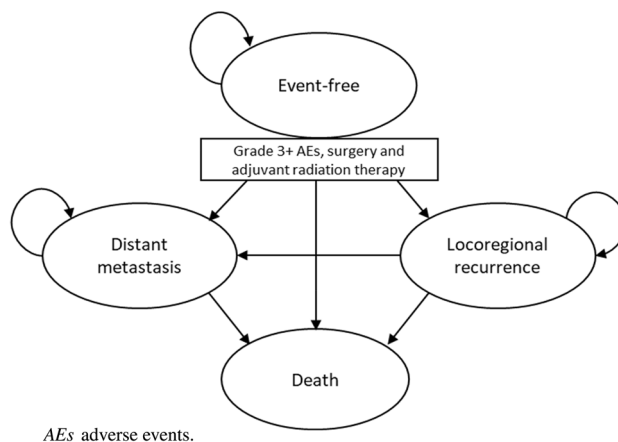 Event-free
Grade 3+ AEs, surgery and
adjuvant radiation therapy
Distant
metastasis
Locoregional
recurrence
Death
AEs adverse events.